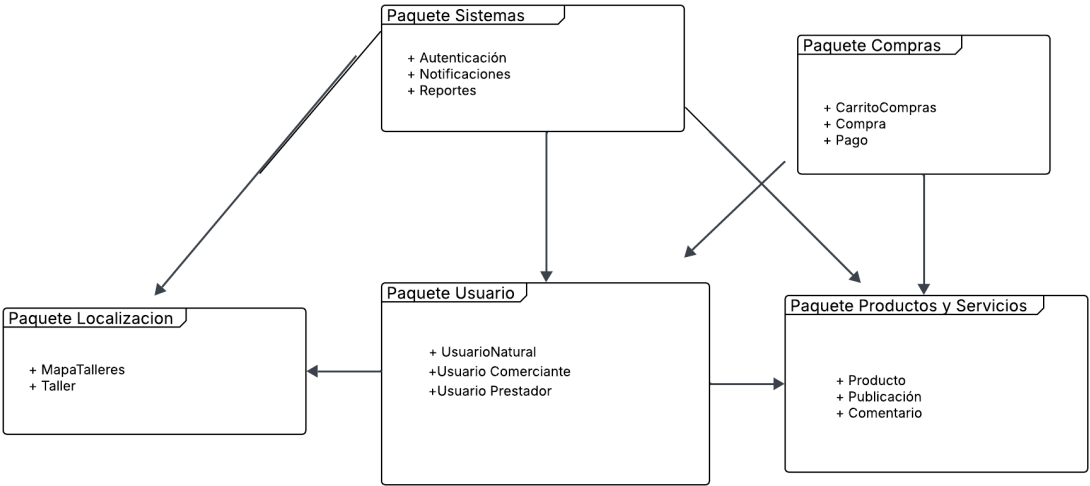 Paquete Sistemas
+ Autenticación
+ Notificaciones
+ Reportes
Paquete Compras
+ CarritoCompras
+ Compra
+ Pago
Paquete Localizacion
+ MapaTalleres
+ Taller
Paquete Usuario
+ UsuarioNatural
+Usuario Comerciante
+Usuario Prestador
Paquete Productos y Servicios
+ Producto
+ Publicación
+ Comentario